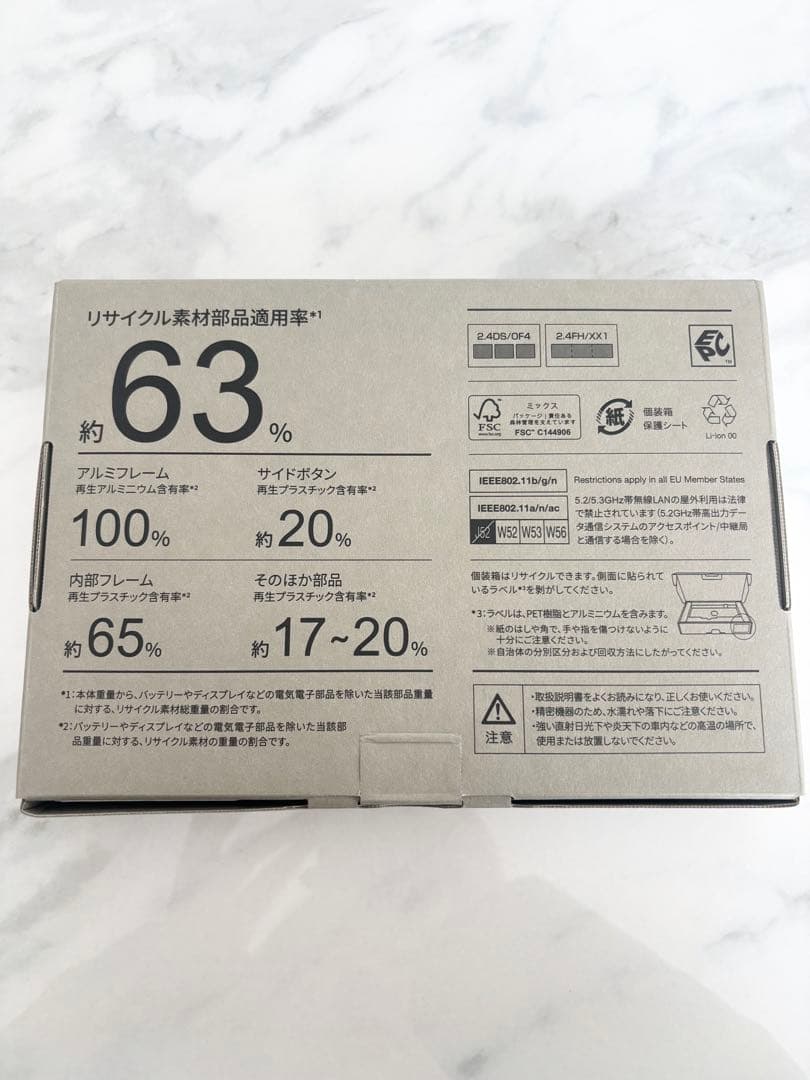 リサイクル素材部品適用率*1
約63%
アルミフレーム
再生アルミニウム含有率*2
100%
サイドボタン
再生プラスチック含有率*2
約20%
内部フレーム
再生プラスチック含有率*2
約65%
そのほか部品
再生プラスチック含有率*2
約17~20%
*1：本体重量から、バッテリーやディスプレイなどの電気電子部品を除いた当該部品重量
に対する、リサイクル素材総重量の割合です。
*2：バッテリーやディスプレイなどの電気電子部品を除いた当該部
品重量に対する、リサイクル素材の重量の割合です。
2.4DS/OF4
2.4FH/XX1
EPC
TM
FSC
www.fsc.org
ミックス
パッケージ｜責任ある
森林管理を支えています
FSC™ C144906
紙
個装箱
保護シート
Li-ion 00
IEEE802.11b/g/n
Restrictions apply in all EU Member States
IEEE802.11a/n/ac
J52 W52 W53 W56
5.2/5.3GHz帯無線LANの屋外利用は法律
で禁止されています（5.2GHz帯高出力デー
タ通信システムのアクセスポイント/中継局
と通信する場合を除く）。
個装箱はリサイクルできます。側面に貼られて
いるラベル*3を剥がしてください。
*3：ラベルは、PET樹脂とアルミニウムを含みます。
※紙のはしや角で、手や指を傷つけないように
十分にご注意ください。
※自治体の分別区分および回収方法にしたがってください。
注意
・取扱説明書をよくお読みになり、正しくお使いください。
・精密機器のため、水濡れや落下にご注意ください。
・強い直射日光下や炎天下の車内などの高温の場所で、
使用または放置しないでください。